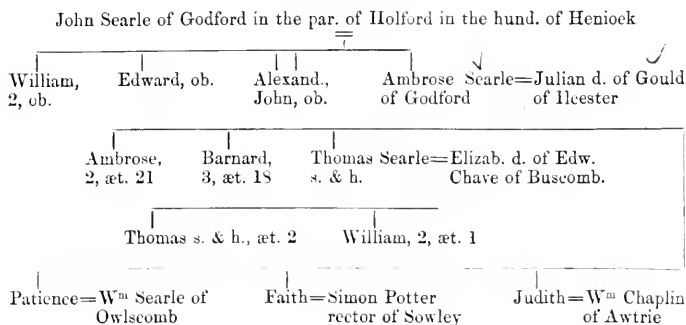 John Searle of Godford in the par. of Holford in the hund. of Heniock
William, Edward, ob. Alexand., Ambrose Searle=Julian d. of Gould
2, ob. John, ob. of Godford of Ilcester
Ambrose, Barnard, Thomas Searle=Elizab. d. of Edw.
2, æt. 21 3, æt. 18 s. & h. Chave of Buscomb.
Thomas s. & h., æt. 2 William, 2, æt. 1
Patience=Wᵐ Searle of Faith=Simon Potter Judith=Wᵐ Chaplin
Owlscomb rector of Sowley of Awtrie